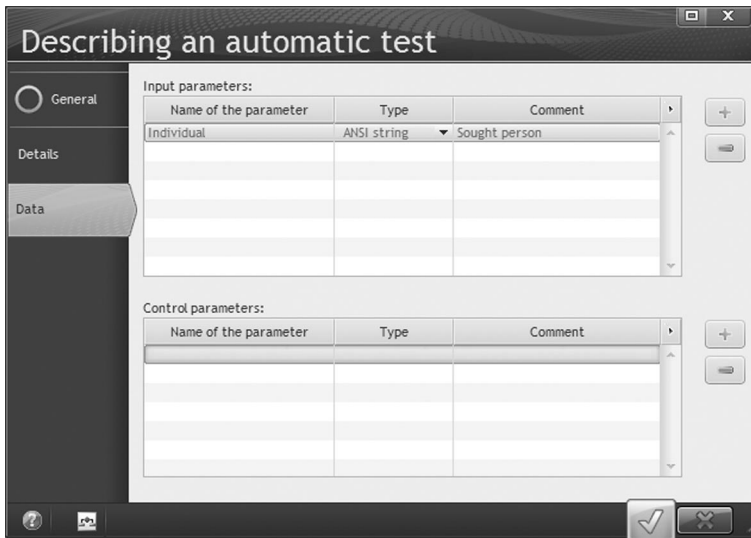 Describing an automatic test
General
Details
Data
Input parameters:
Name of the parameter Type Comment
Individual ANSI string Sought person
Control parameters:
Name of the parameter Type Comment